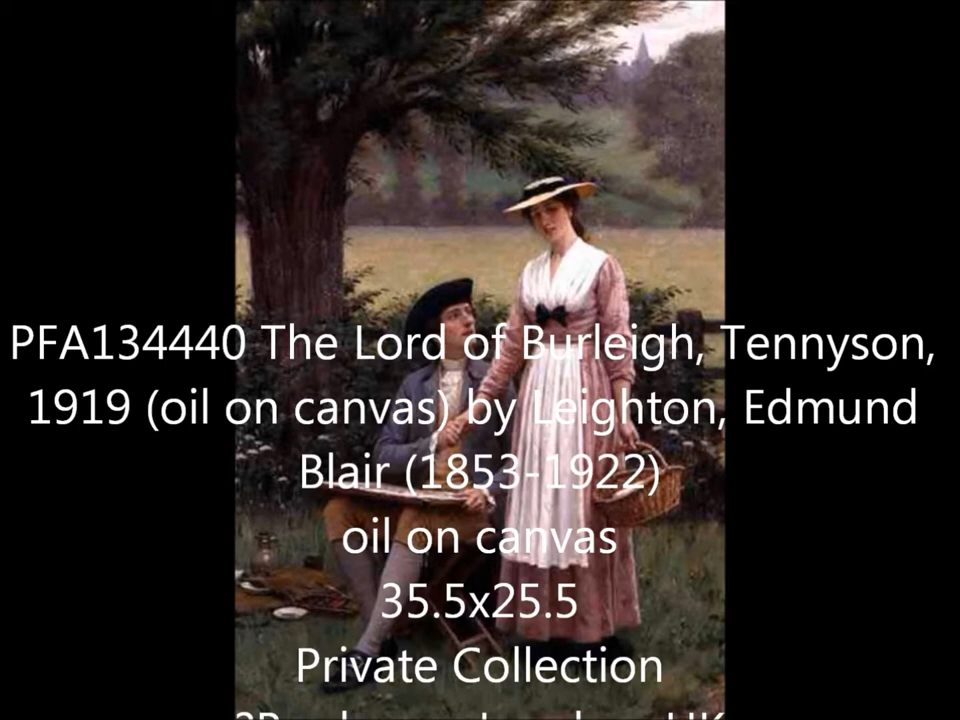 PFA134440 The Lord of Burleigh, Tennyson,
1919 (oil on canvas) by Leighton, Edmund
Blair (1853-1922)
oil on canvas
35.5x25.5
Private Collection